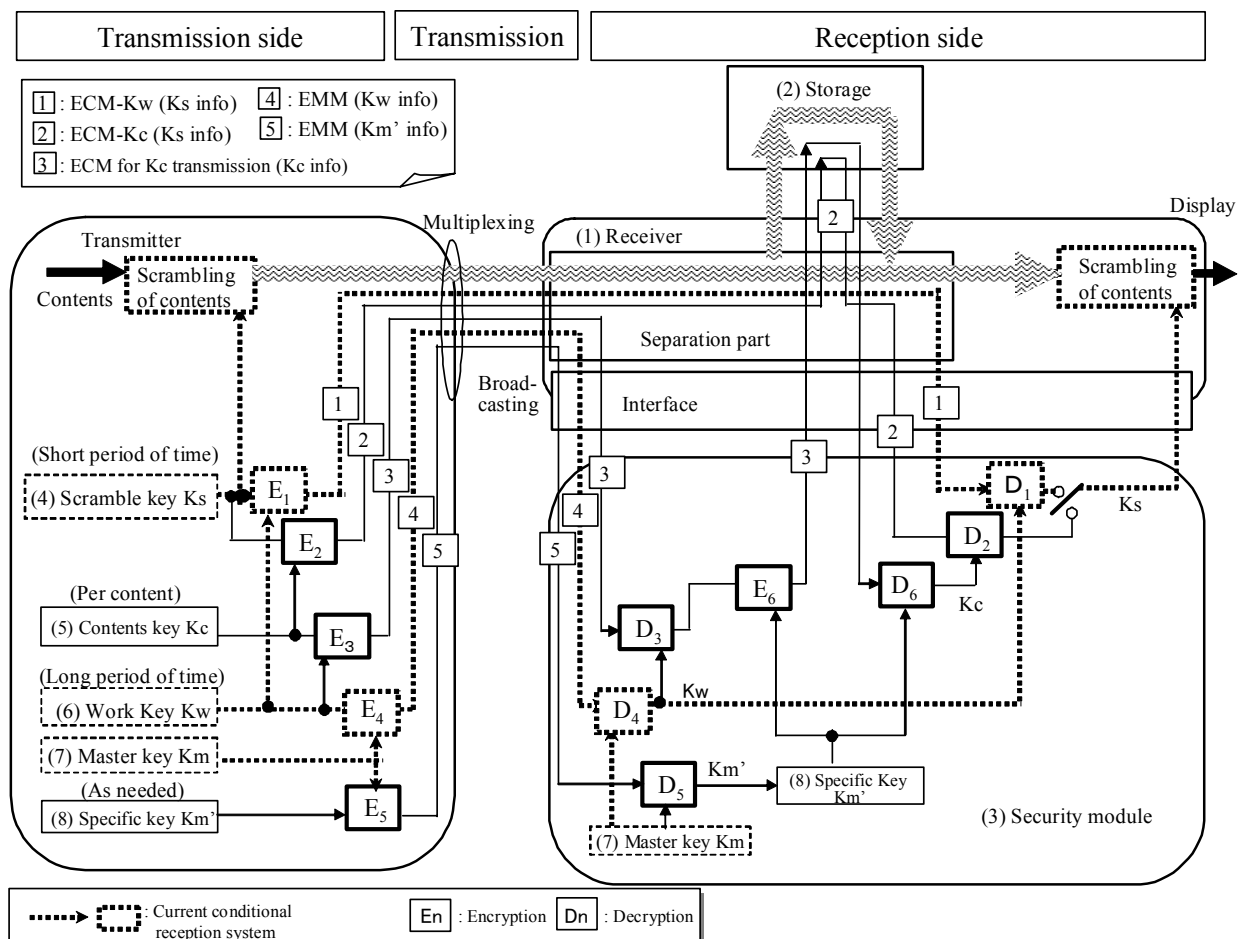 Transmission side
Transmission
Reception side
1 : ECM-Kw (Ks info)
4 : EMM (Kw info)
2 : ECM-Kc (Ks info)
5 : EMM (Km’ info)
3 : ECM for Kc transmission (Kc info)
(2) Storage
2
Display
Multiplexing
Transmitter
Scrambling
of contents
Contents
(1) Receiver
Scrambling
of contents
Separation part
Broad-
casting
Interface
1
2
3
4
5
1
2
3
3
4
5
(Short period of time)
(4) Scramble key Ks
E1
E2
(Per content)
(5) Contents key Kc
E3
(Long period of time)
(6) Work Key Kw
E4
(7) Master key Km
(As needed)
(8) Specific key Km’
E5
D1
Ks
D2
E6
D6
Kc
D3
Kw
D4
D5
Km’
(8) Specific Key
Km’
(7) Master key Km
(3) Security module
: Current conditional
reception system
En : Encryption
Dn : Decryption